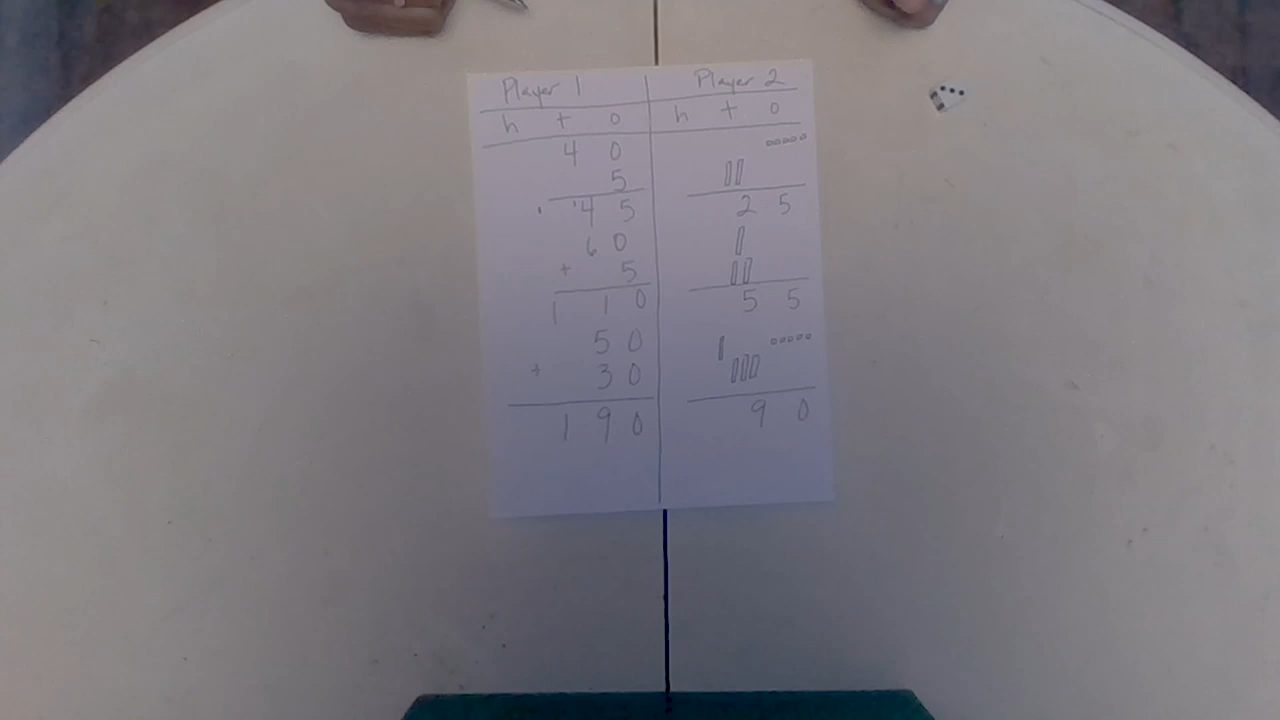 Player 1
h t o
4 0
5
1 4 5
6 0
+ 5
1 1 0
5 0
+ 3 0
1 9 0
Player 2
h t o
2 5
5 5
9 0